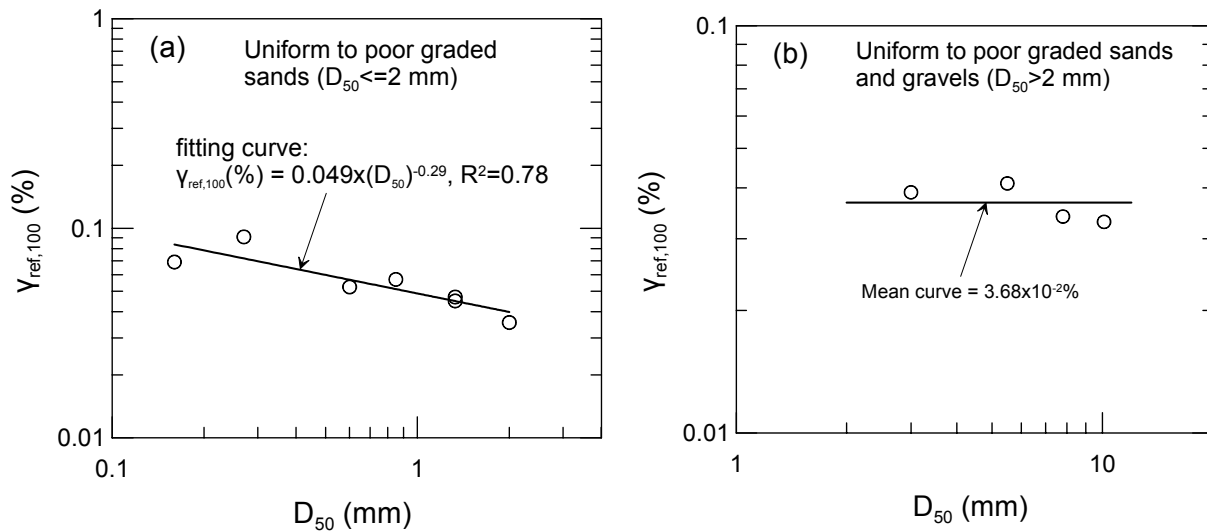 (a)
Uniform to poor graded
sands (D₅₀<=2 mm)
fitting curve:
γref,100(%) = 0.049x(D₅₀)⁻⁰·²⁹, R²=0.78
1
0.1
0.01
γref,100 (%)
0.1
1
D₅₀ (mm)
(b)
Uniform to poor graded sands
and gravels (D₅₀>2 mm)
Mean curve = 3.68x10⁻²%
0.1
0.01
γref,100 (%)
1
10
D₅₀ (mm)